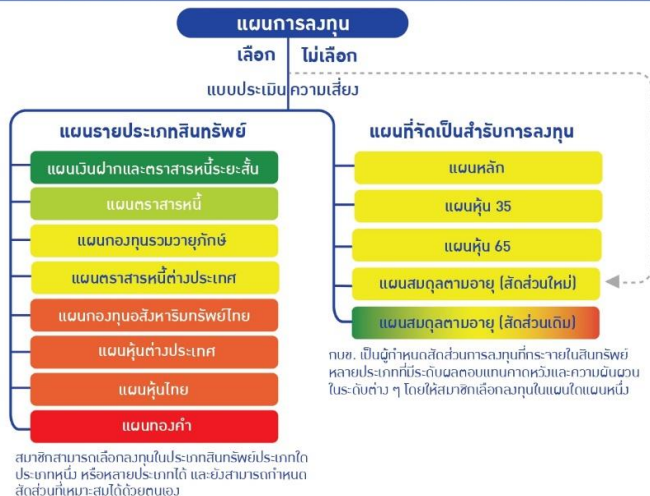 แผนการลงทุน
เลือก ไม่เลือก
แบบประเมินความเสี่ยง
แผนรายประเภทสินทรัพย์
แผนเงินฝากและตราสารหนี้ระยะสั้น
แผนตราสารหนี้
แผนกองทุนรวมวายุภักษ์
แผนตราสารหนี้ต่างประเทศ
แผนกองทุนอสังหาริมทรัพย์ไทย
แผนหุ้นต่างประเทศ
แผนหุ้นไทย
แผนทองคำ
สมาชิกสามารถเลือกลงทุนในประเภทสินทรัพย์ประเภทใด
ประเภทหนึ่ง หรือหลายประเภทได้ และยังสามารถกำหนด
สัดส่วนที่เหมาะสมได้ด้วยตนเอง
แผนที่จัดเป็นสำรับการลงทุน
แผนหลัก
แผนหุ้น 35
แผนหุ้น 65
แผนสมดุลตามอายุ (สัดส่วนใหม่)
แผนสมดุลตามอายุ (สัดส่วนเดิม)
กบข. เป็นผู้กำหนดสัดส่วนการลงทุนที่กระจายในสินทรัพย์
หลายประเภทที่มีระดับผลตอบแทนคาดหวังและความผันผวน
ในระดับต่าง ๆ โดยให้สมาชิกเลือกลงทุนในแผนใดแผนหนึ่ง